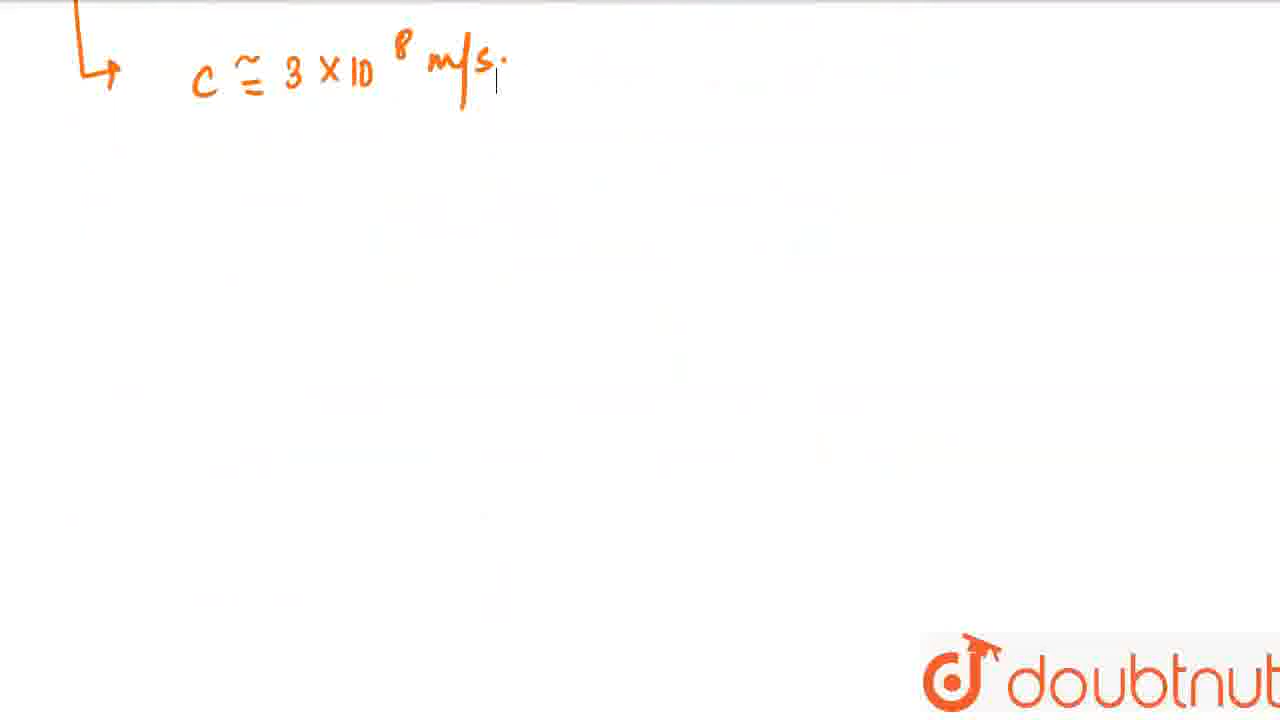 c ≅ 3 × 10⁸ m/s.
doubtnut